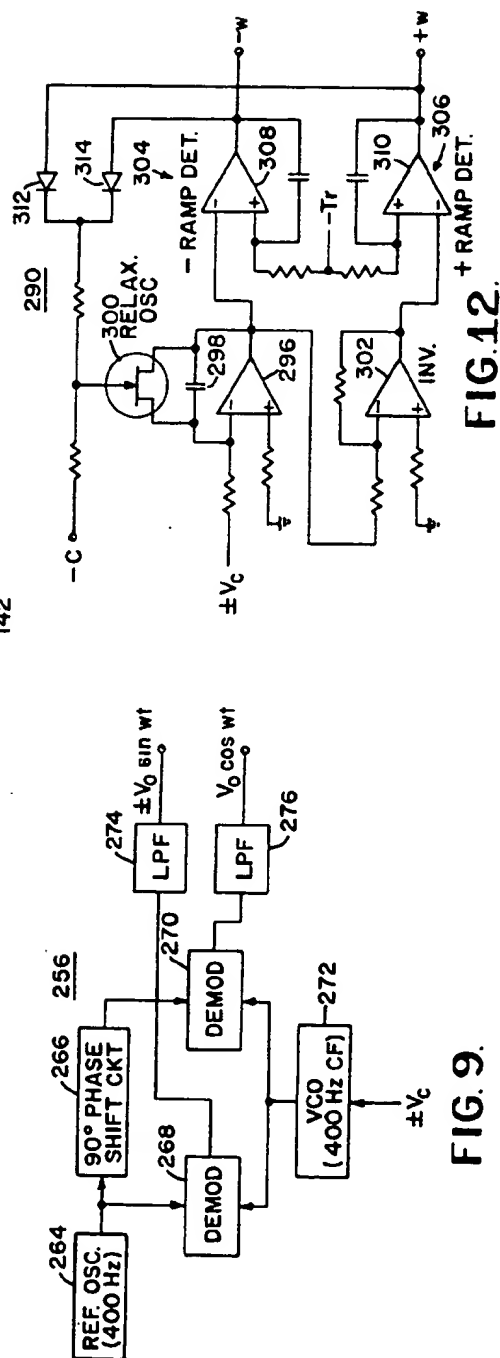 142
290
312
314
300
RELAX.
OSC
-C
298
296
±Vc
304
- RAMP DET.
308
-w
-Tr
310
306
+w
+ RAMP DET.
302
INV.
FIG.12.
264
REF. OSC.
(400 Hz)
266
90° PHASE
SHIFT CKT
256
268
DEMOD
270
DEMOD
274
LPF
±Vo sin wt
276
LPF
Vo cos wt
272
VCO
(400 Hz CF)
±Vc
FIG. 9.
- + - + + - + -